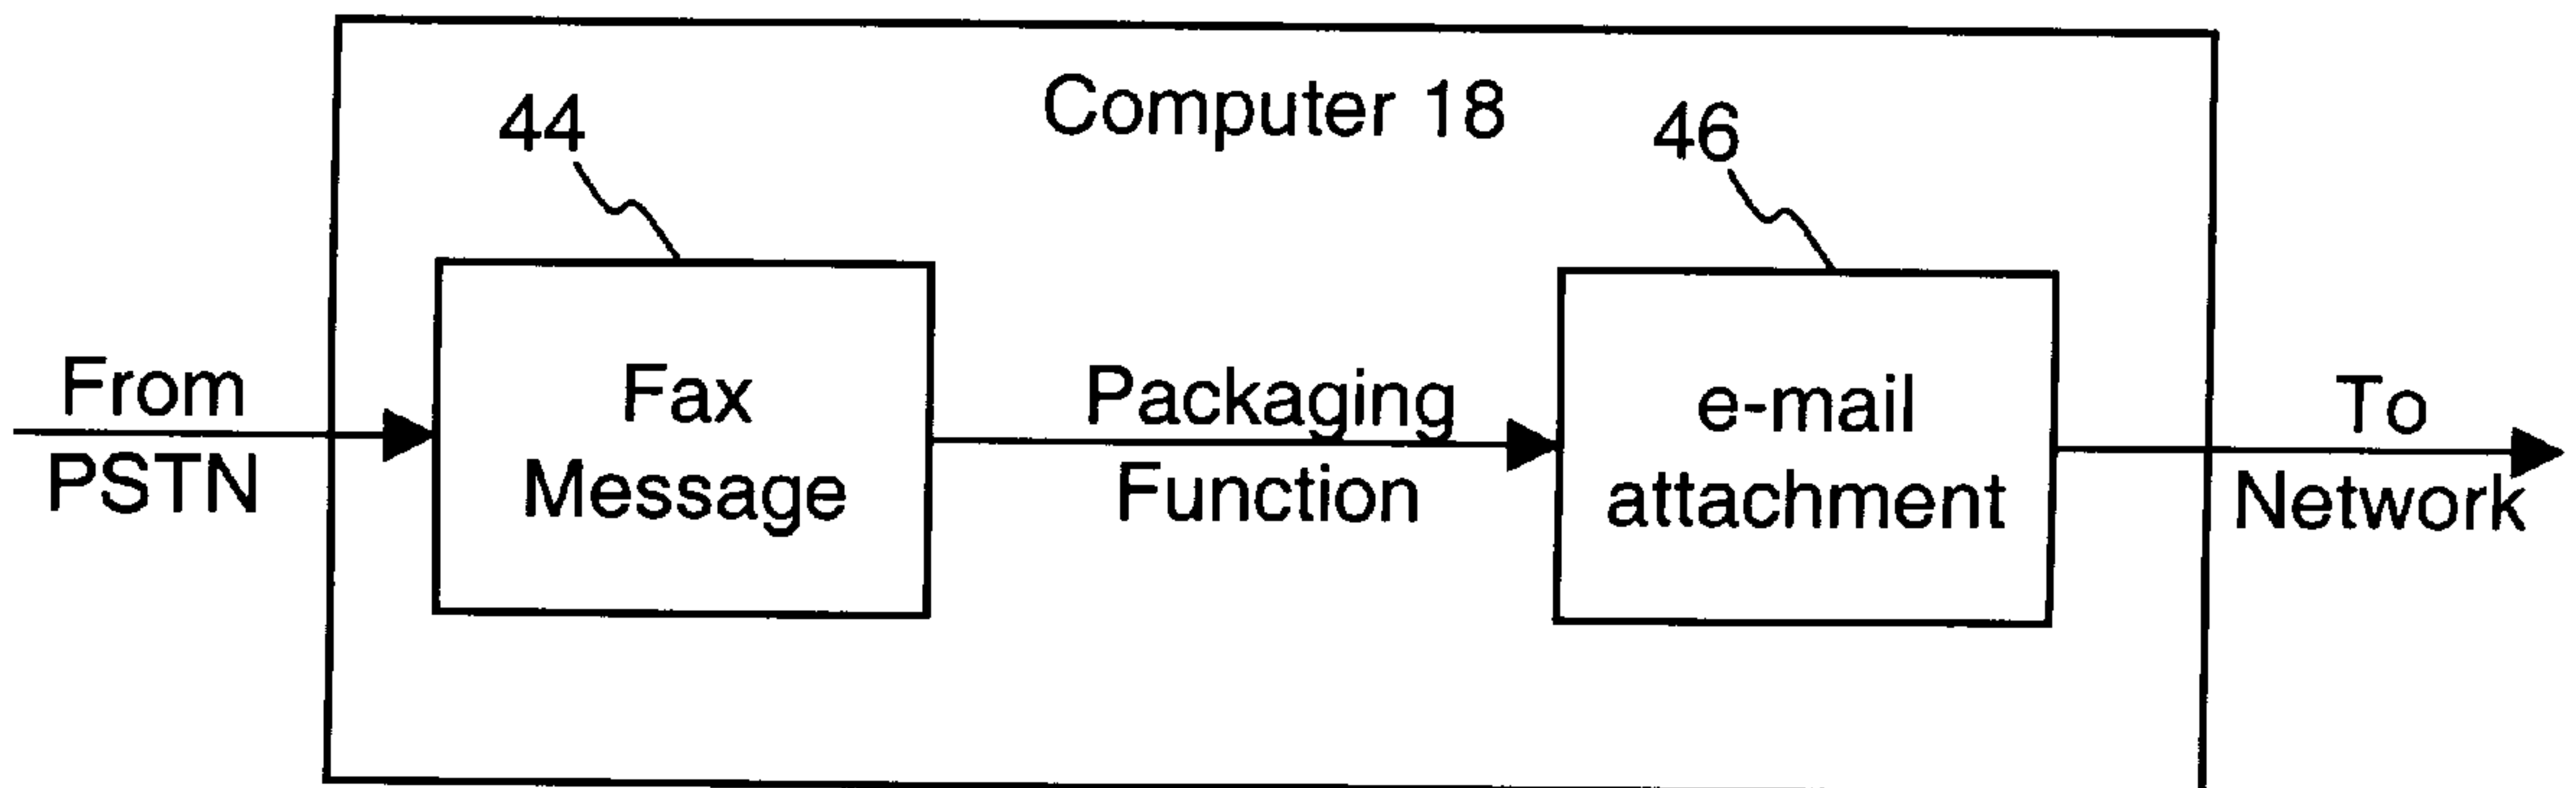 Computer 18
44
46
From
PSTN
Fax
Message
Packaging
Function
e-mail
attachment
To
Network